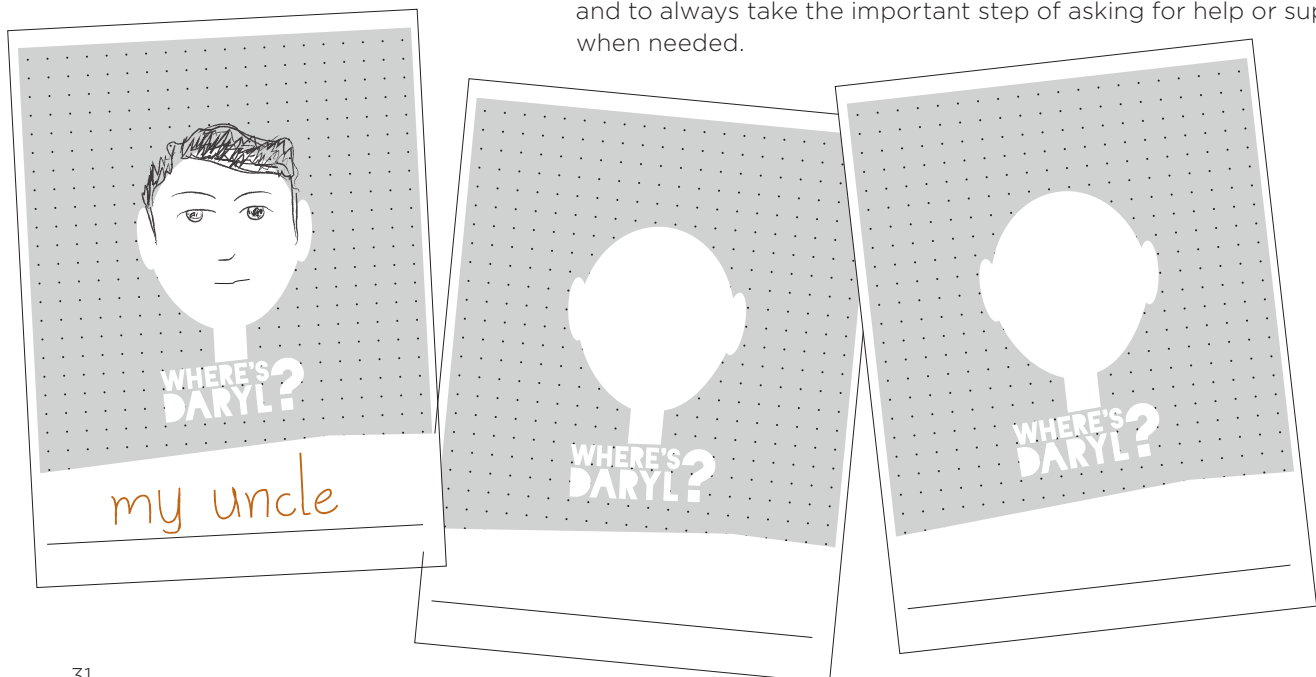 and to always take the important step of asking for help or
when needed.
WHERE'S
DARYL?
my uncle
WHERE'S
DARYL?
WHERE'S
DARYL?
31